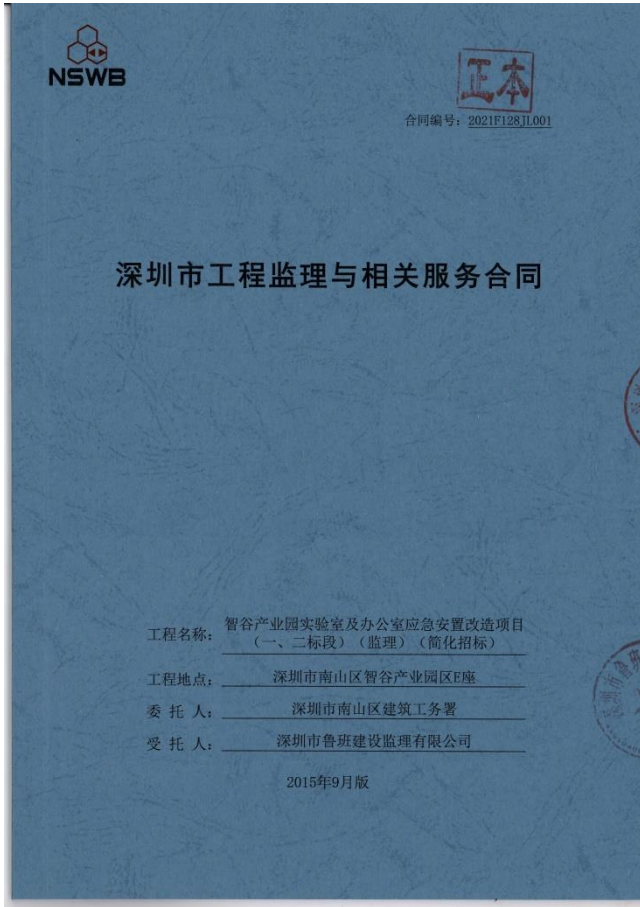 NSWB
正本
合同编号：2021F128JL001
深圳市工程监理与相关服务合同
工程名称：智谷产业园实验室及办公室应急安置改造项目
（一、二标段）（监理）（简化招标）
工程地点：深圳市南山区智谷产业园区E座
委 托 人：深圳市南山区建筑工务署
受 托 人：深圳市鲁班建设监理有限公司
2015年9月版
深圳市鲁班